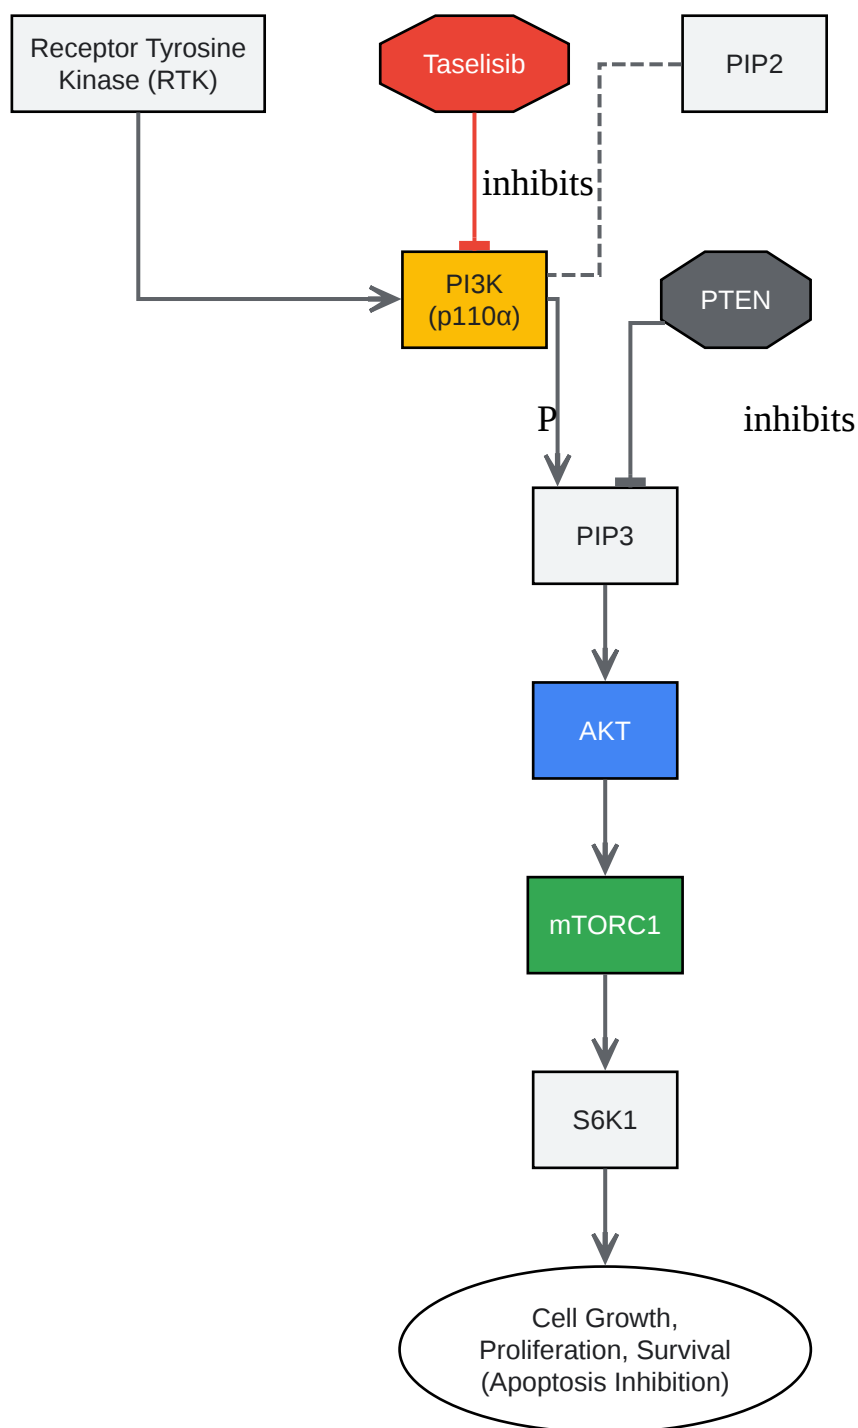 Receptor Tyrosine
Kinase (RTK)
Taselisib
PIP2
inhibits
PI3K
(p110α)
PTEN
P
inhibits
PIP3
AKT
mTORC1
S6K1
Cell Growth,
Proliferation, Survival
(Apoptosis Inhibition)